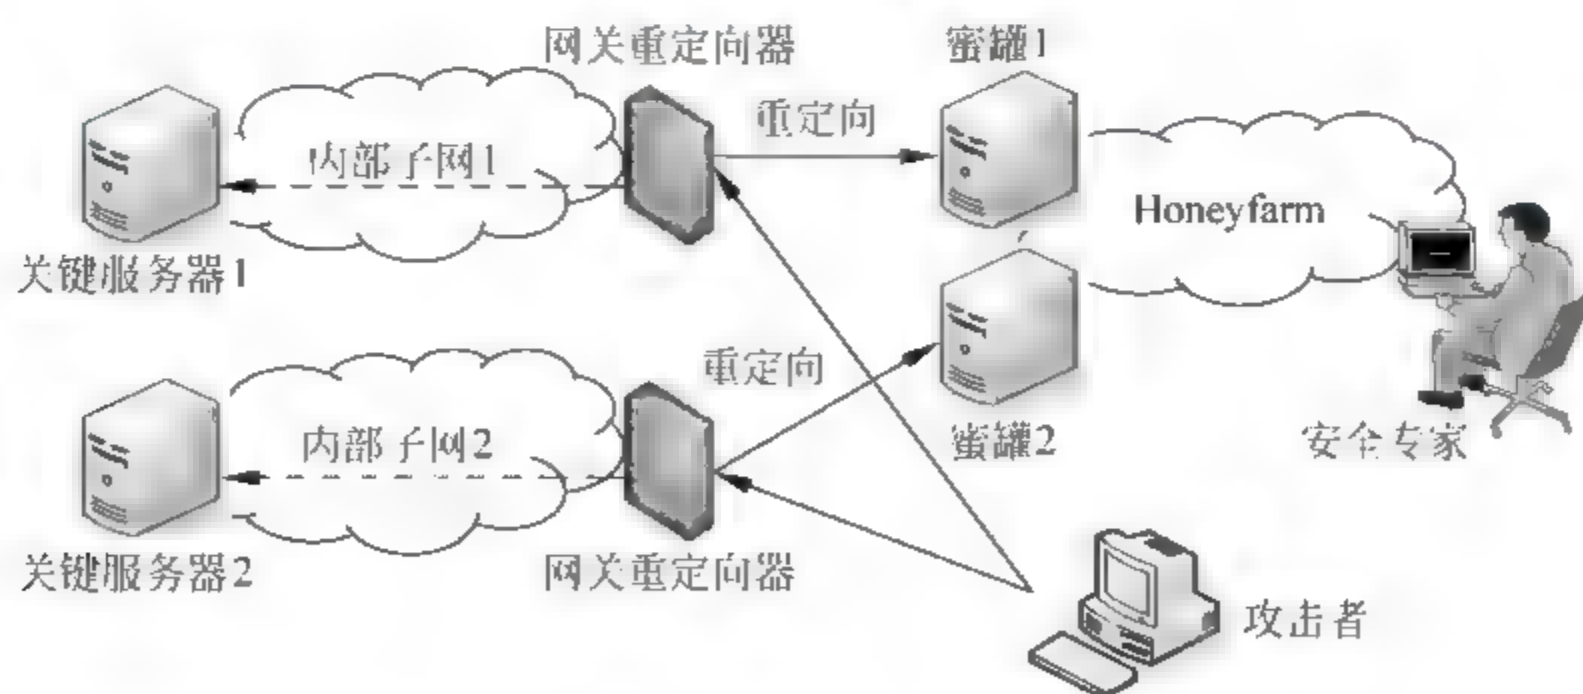 网关重定向器
蜜罐1
重定向
内部子网1
Honeyfarm
关键服务器1
重定向
内部子网2
蜜罐2
安全专家
关键服务器2
网关重定向器
攻击者